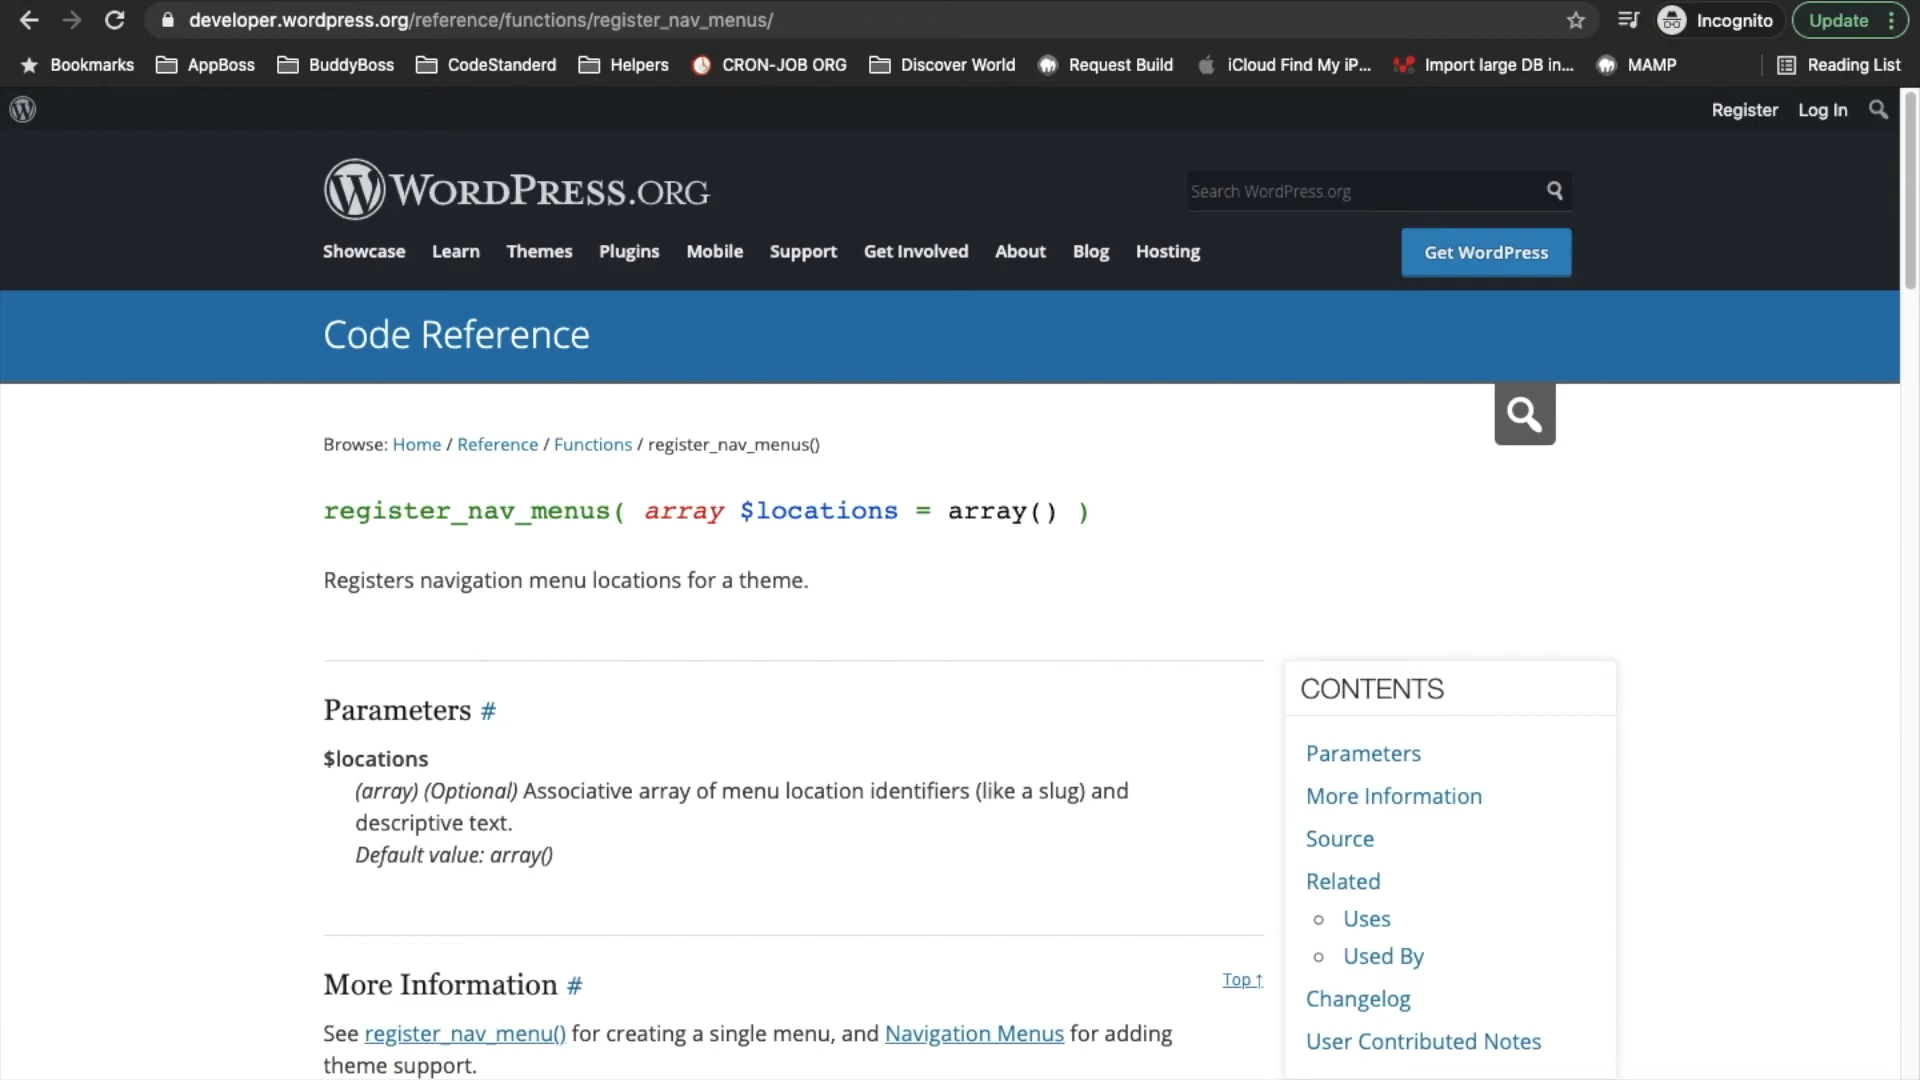 developer.wordpress.org/reference/functions/register_nav_menus/
Incognito
Update
Bookmarks
AppBoss
BuddyBoss
CodeStanderd
Helpers
CRON-JOB ORG
Discover World
Request Build
iCloud Find My iP...
Import large DB in...
MAMP
Reading List
Register
Log In
WORDPRESS.ORG
Search WordPress.org
Showcase
Learn
Themes
Plugins
Mobile
Support
Get Involved
About
Blog
Hosting
Get WordPress
Code Reference
Browse: Home / Reference / Functions / register_nav_menus()
register_nav_menus( array $locations = array() )
Registers navigation menu locations for a theme.
Parameters #
$locations
(array) (Optional) Associative array of menu location identifiers (like a slug) and
descriptive text.
Default value: array()
More Information #
Top ↑
See register_nav_menu() for creating a single menu, and Navigation Menus for adding
theme support.
CONTENTS
Parameters
More Information
Source
Related
Uses
Used By
Changelog
User Contributed Notes